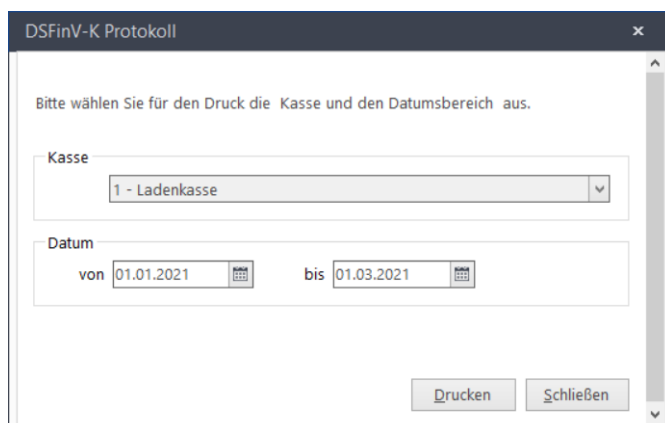 DSFinV-K Protokoll
Bitte wählen Sie für den Druck die Kasse und den Datumsbereich aus.
Kasse
1 - Ladenkasse
Datum
von 01.01.2021 bis 01.03.2021
Drucken Schließen